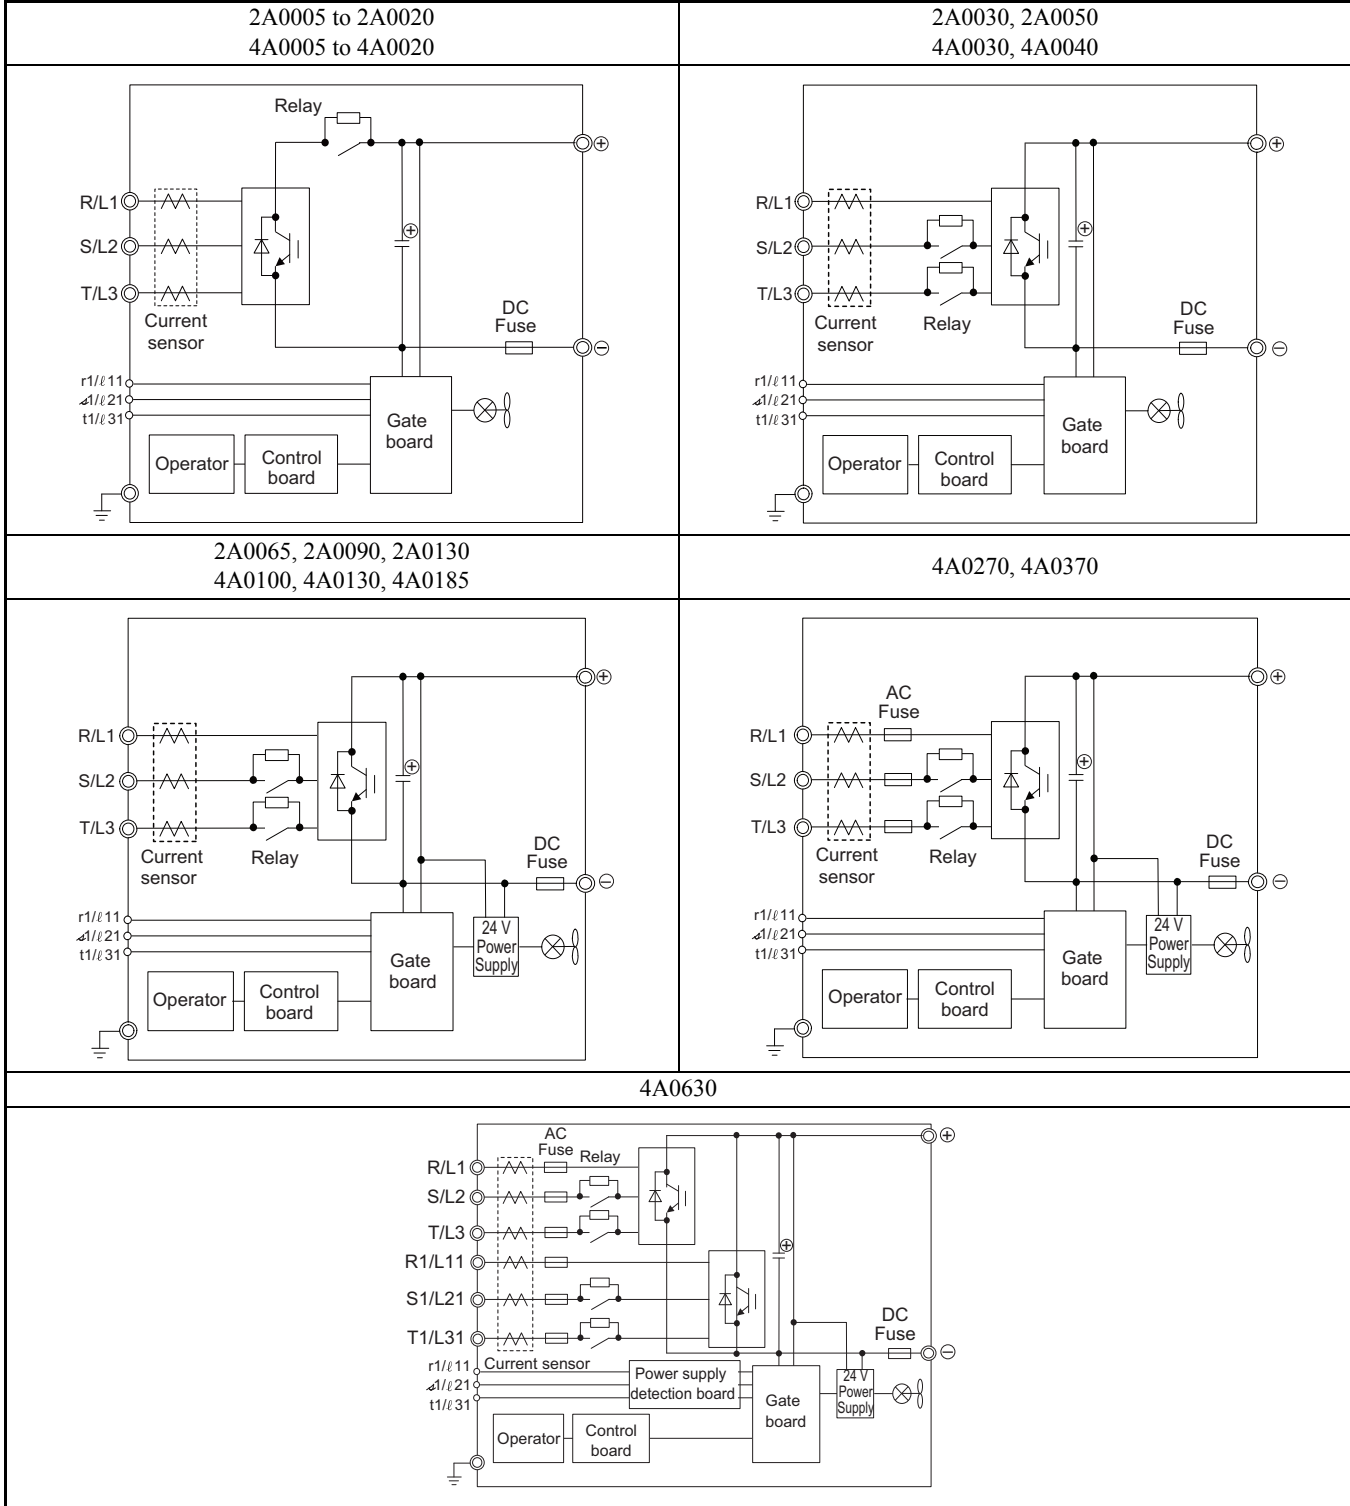 2A0005 to 2A0020
4A0005 to 4A0020
2A0030, 2A0050
4A0030, 4A0040
Relay
R/L1
S/L2
T/L3
Current
sensor
DC
Fuse
r1/ℓ11
s1/ℓ21
t1/ℓ31
Gate
board
Operator
Control
board
+
+
−
R/L1
S/L2
T/L3
Current
sensor
Relay
DC
Fuse
r1/ℓ11
s1/ℓ21
t1/ℓ31
Gate
board
Operator
Control
board
+
+
−
2A0065, 2A0090, 2A0130
4A0100, 4A0130, 4A0185
4A0270, 4A0370
R/L1
S/L2
T/L3
Current
sensor
Relay
DC
Fuse
r1/ℓ11
s1/ℓ21
t1/ℓ31
24 V
Power
Supply
Gate
board
Operator
Control
board
+
+
−
AC
Fuse
R/L1
S/L2
T/L3
Current
sensor
Relay
DC
Fuse
r1/ℓ11
s1/ℓ21
t1/ℓ31
24 V
Power
Supply
Gate
board
Operator
Control
board
+
+
−
4A0630
AC
Fuse
Relay
R/L1
S/L2
T/L3
R1/L11
S1/L21
T1/L31
DC
Fuse
r1/ℓ11
Current sensor
s1/ℓ21
t1/ℓ31
Power supply
detection board
24 V
Power
Supply
Gate
board
Operator
Control
board
+
+
−